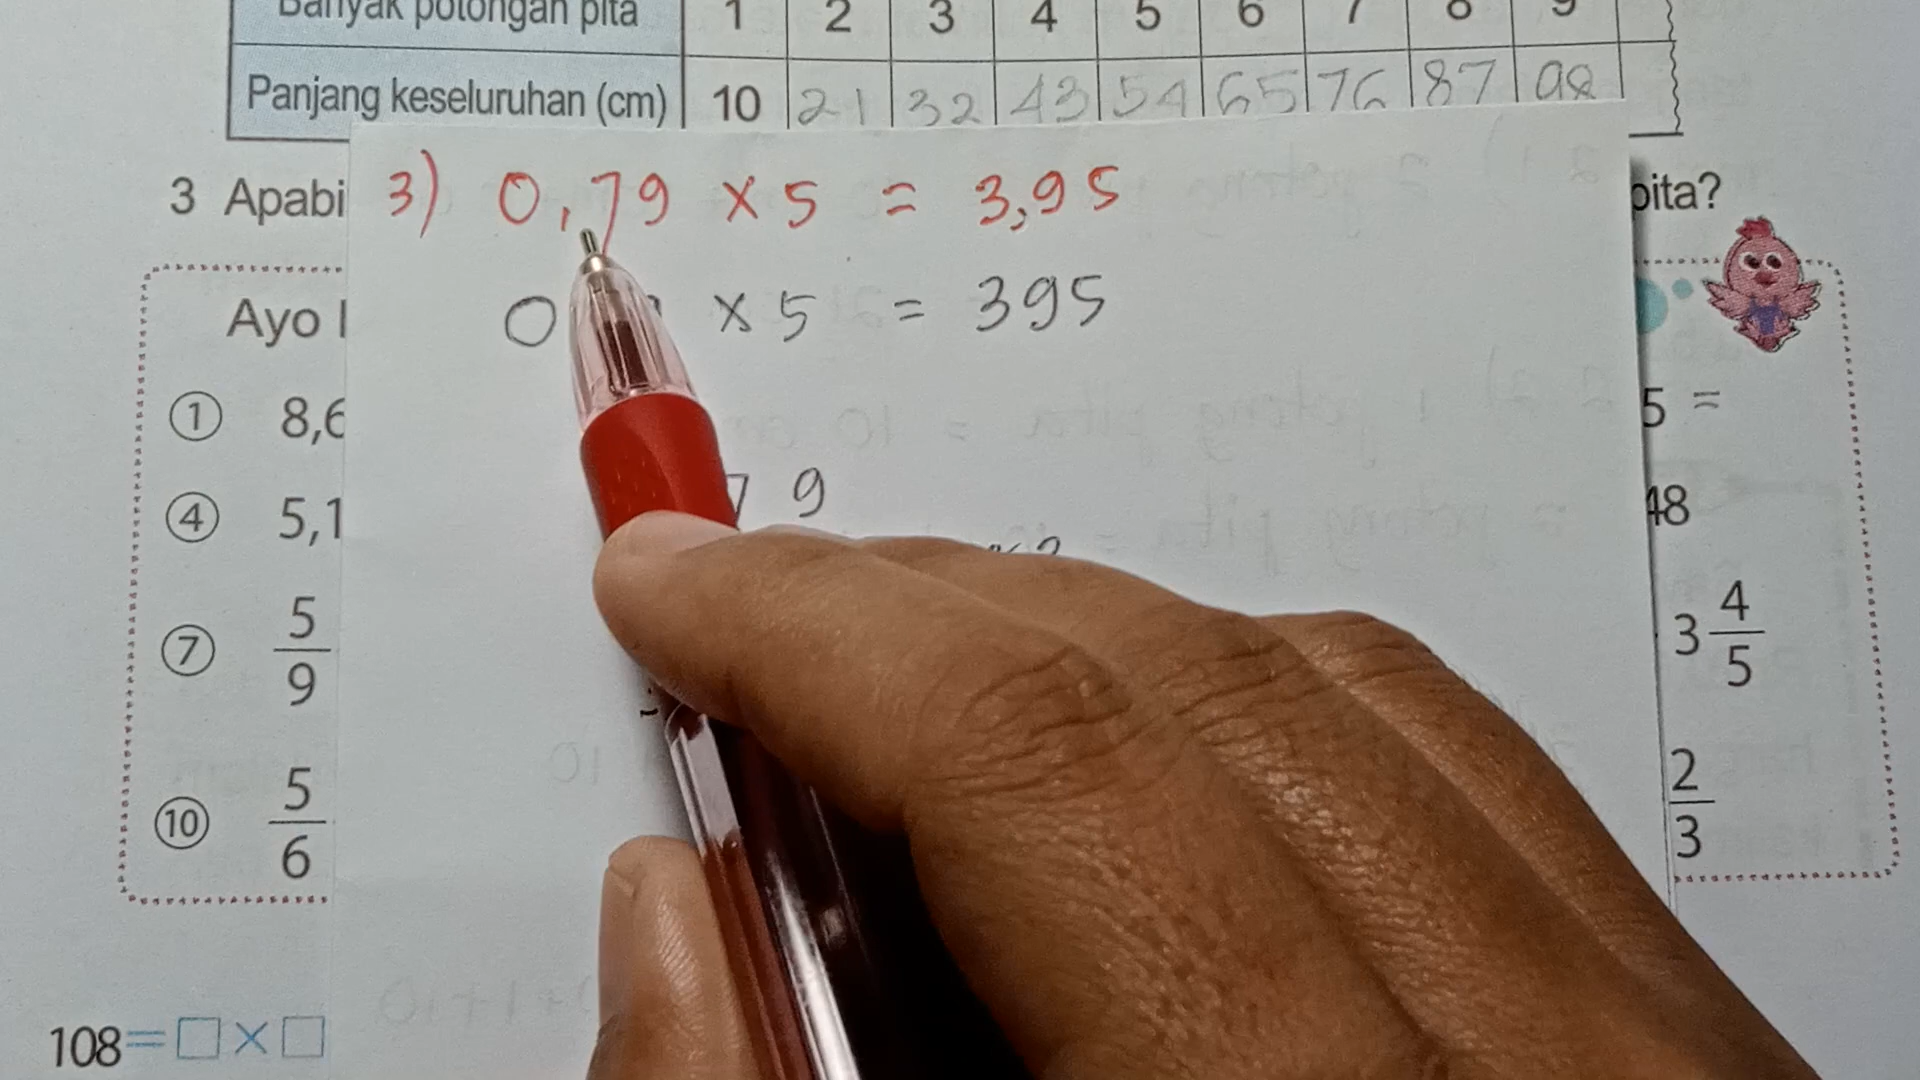 Banyak potongan pita 1 2 3 4 5 6 7 8 9
Panjang keseluruhan (cm) 10 21 32 43 54 65 76 87 98
3 Apabi
pita?
3) 0,79 × 5 = 3,95
0 × 5 = 395
Ayo
① 8,6
5 =
7 9
④ 5,1
48
⑦ 5/9
3 4/5
⑩ 5/6
2/3
108 = □ × □